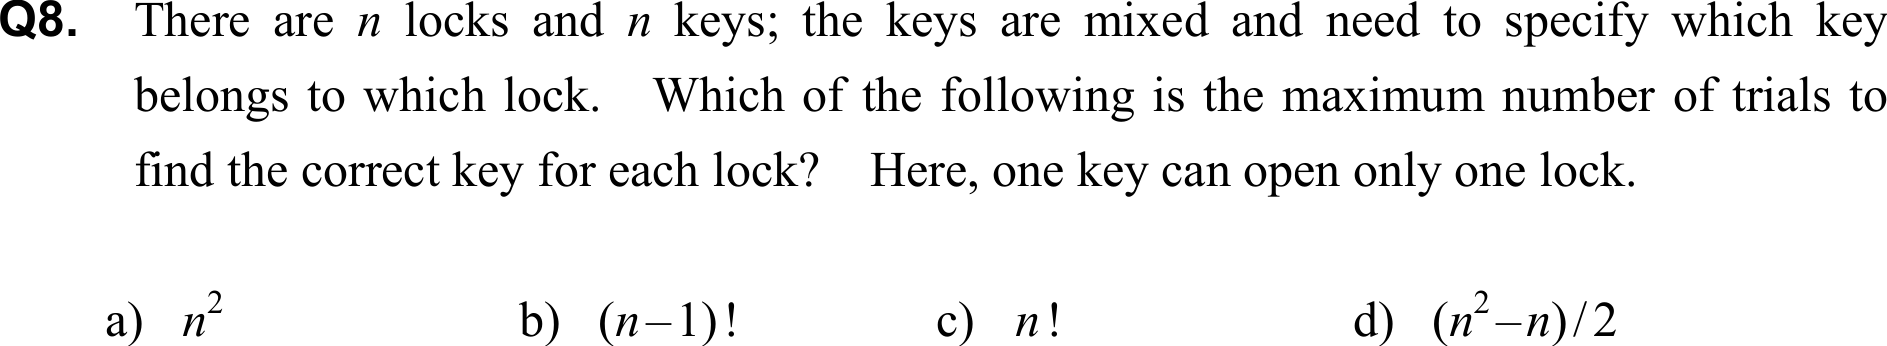 Q8. There are n locks and n keys; the keys are mixed and need to specify which key
belongs to which lock. Which of the following is the maximum number of trials to
find the correct key for each lock? Here, one key can open only one lock.
a) n² b) (n–1)! c) n! d) (n²–n)/2